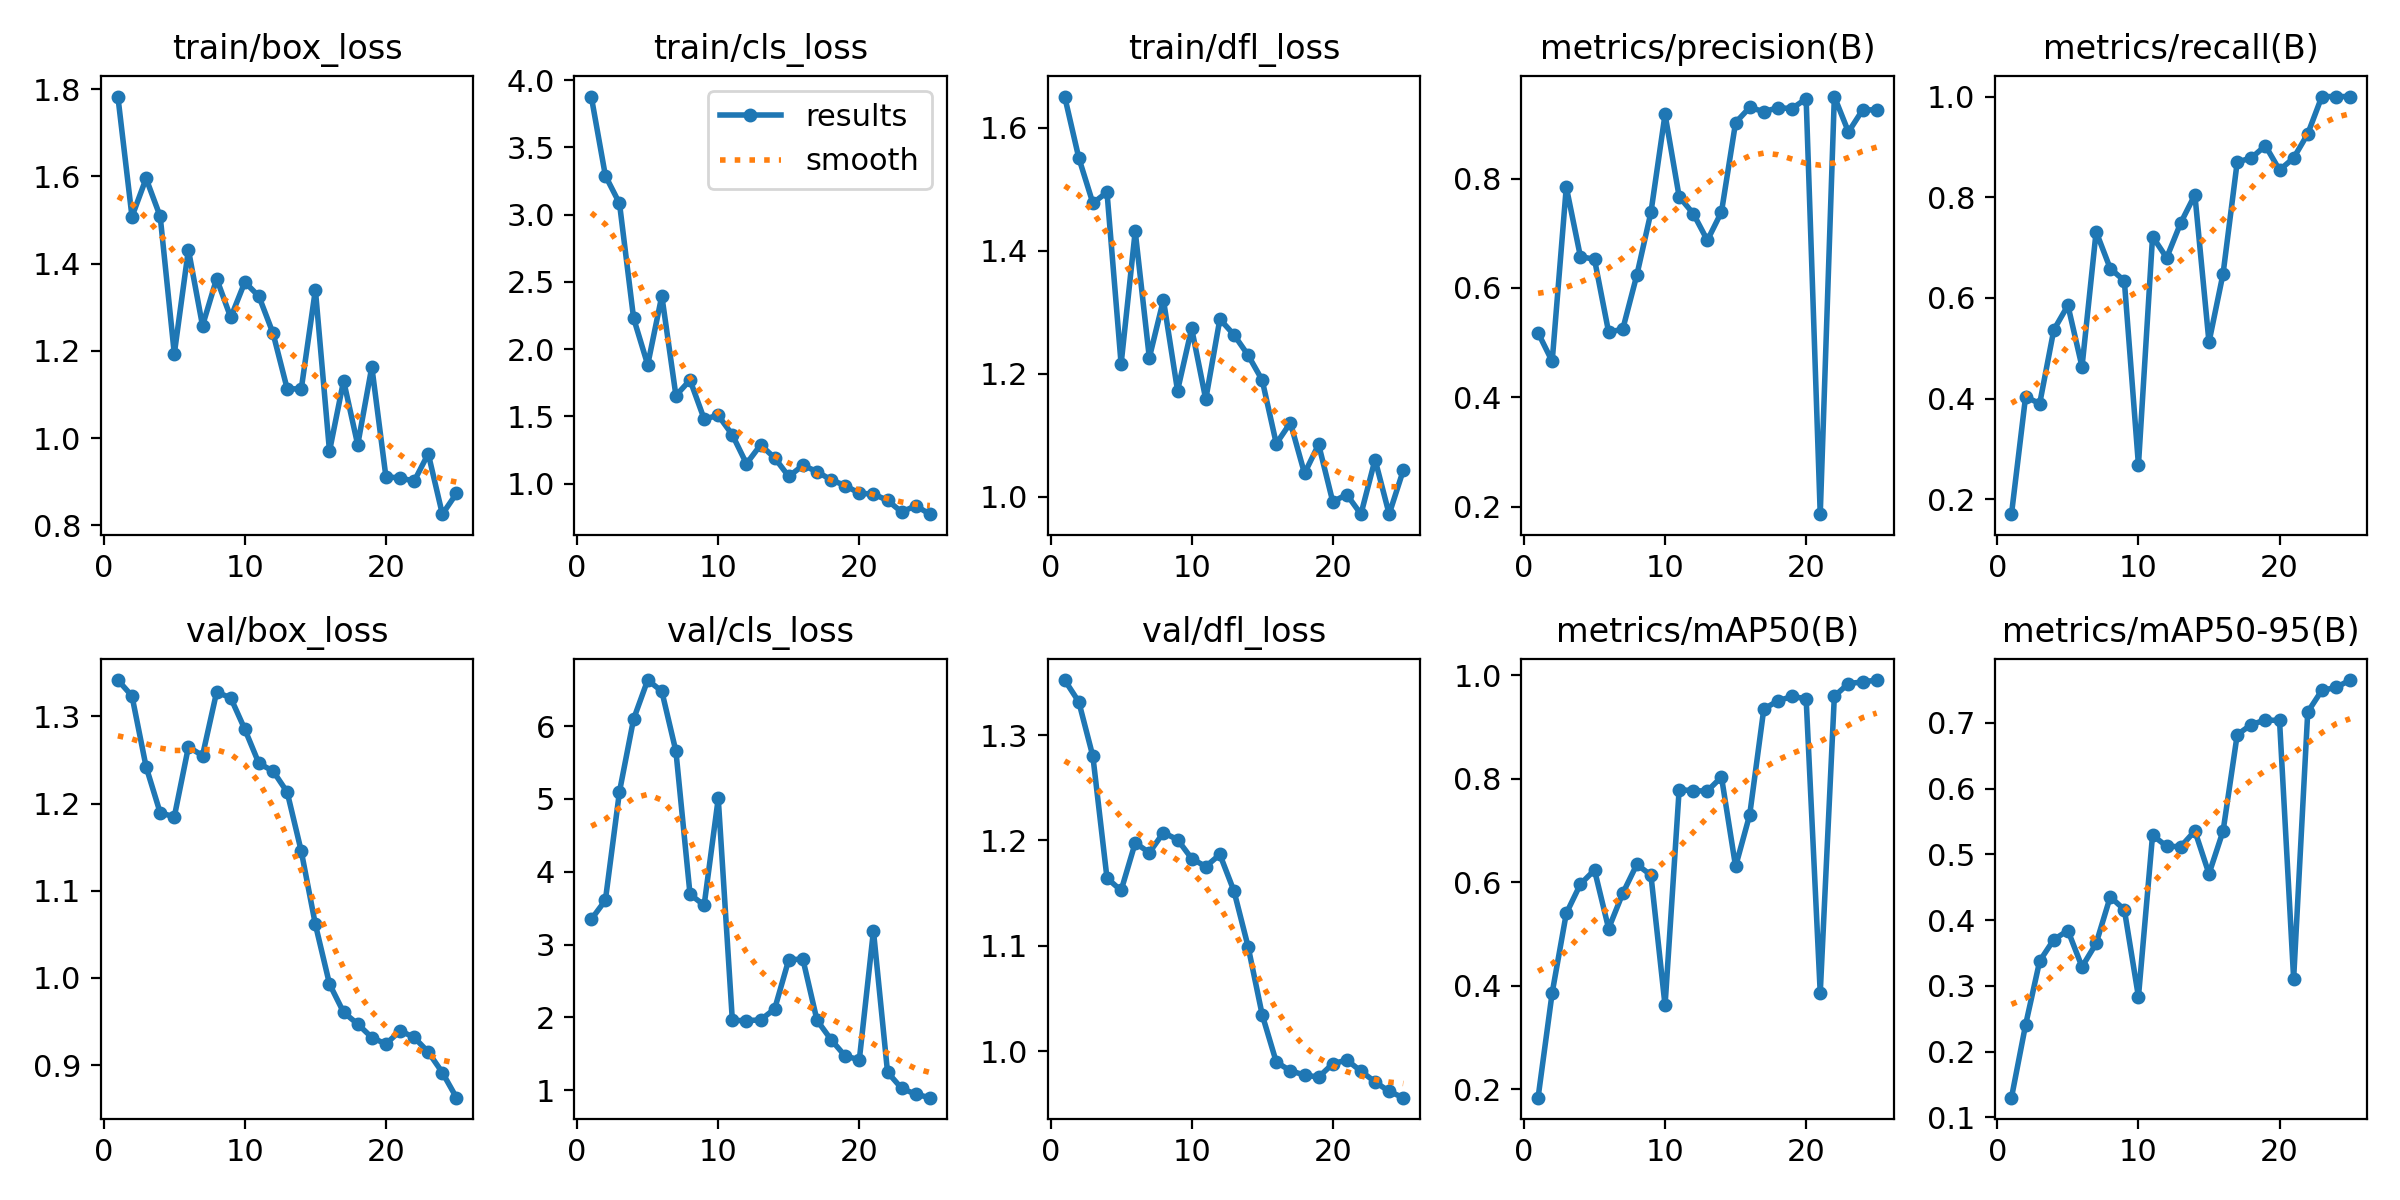 train/box_loss
1.8
1.6
1.4
1.2
1.0
0.8
0 10 20
train/cls_loss
results
smooth
4.0
3.5
3.0
2.5
2.0
1.5
1.0
0 10 20
train/dfl_loss
1.6
1.4
1.2
1.0
0 10 20
metrics/precision(B)
0.8
0.6
0.4
0.2
0 10 20
metrics/recall(B)
1.0
0.8
0.6
0.4
0.2
0 10 20
val/box_loss
1.3
1.2
1.1
1.0
0.9
0 10 20
val/cls_loss
6
5
4
3
2
1
0 10 20
val/dfl_loss
1.3
1.2
1.1
1.0
0 10 20
metrics/mAP50(B)
1.0
0.8
0.6
0.4
0.2
0 10 20
metrics/mAP50-95(B)
0.7
0.6
0.5
0.4
0.3
0.2
0.1
0 10 20